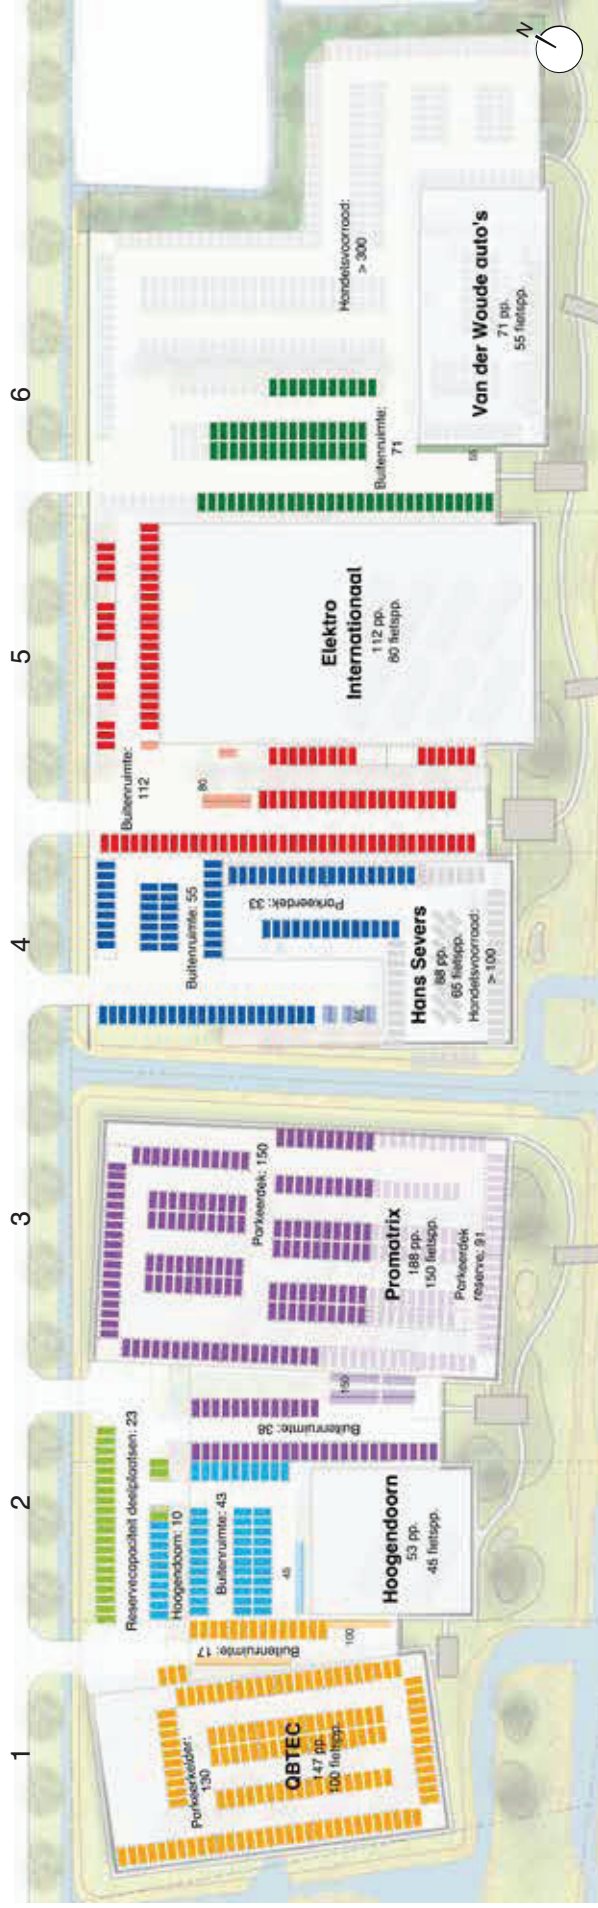 1
2
3
4
5
6
N
QBTEC
147 pp.
100 fietspp.
Parkeerkelder:
130
Buitenruimte: 17
100
Hoogendoorn
53 pp.
45 fietspp.
Reservecapaciteit deelplaatsen: 23
Hoogendoorn: 10
Buitenruimte: 43
45
Buitenruimte: 38
150
Promatrix
188 pp.
150 fietspp.
Parkeerdek: 150
Parkeerdek
reserve: 91
Hans Severs
88 pp.
65 fietspp.
Handelsvoorraad:
> 100
Buitenruimte: 55
Parkeerdek: 33
65
Elektro
Internationaal
112 pp.
80 fietspp.
Buitenruimte:
112
80
Van der Woude auto's
71 pp.
55 fietspp.
Buitenruimte:
71
55
Handelsvoorraad:
> 300